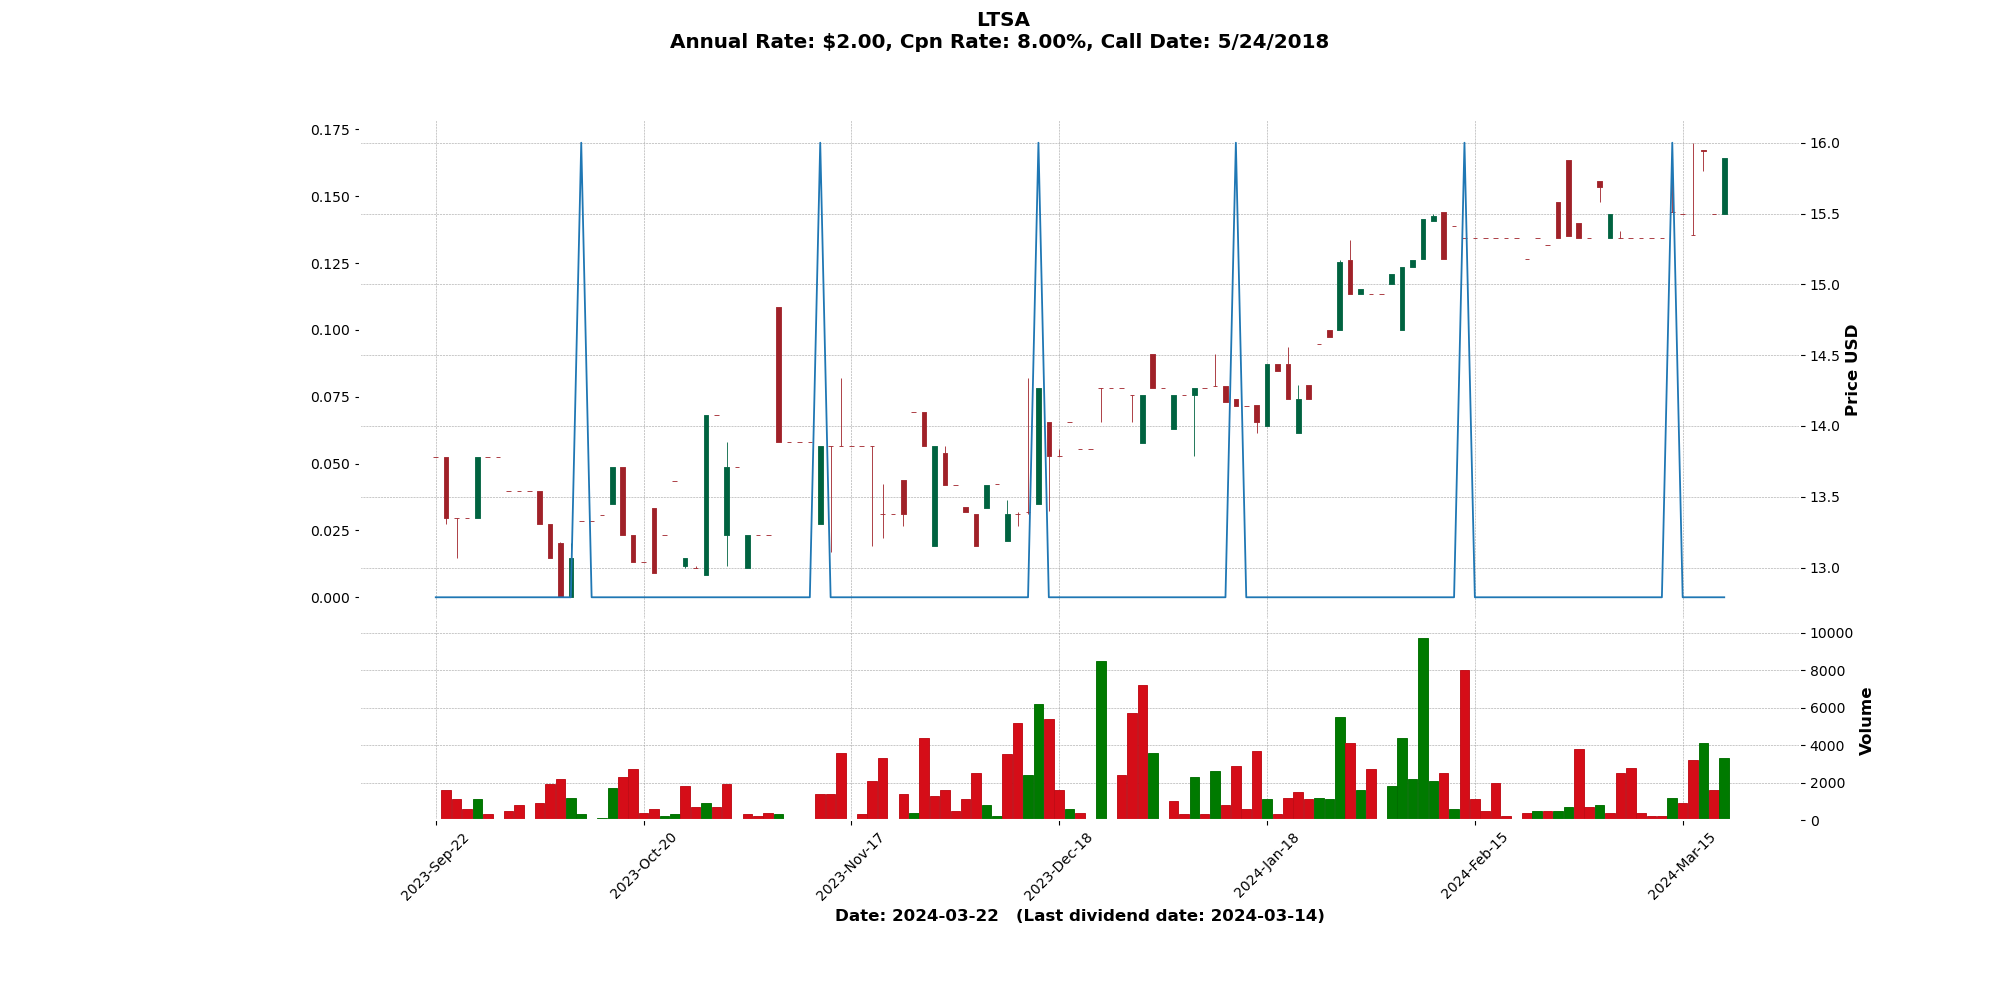 LTSA
Annual Rate: $2.00, Cpn Rate: 8.00%, Call Date: 5/24/2018
0.175
0.150
0.125
0.100
0.075
0.050
0.025
0.000
16.0
15.5
15.0
14.5
14.0
13.5
13.0
Price USD
10000
8000
6000
4000
2000
0
Volume
2023-Sep-22
2023-Oct-20
2023-Nov-17
2023-Dec-18
2024-Jan-18
2024-Feb-15
2024-Mar-15
Date: 2024-03-22 (Last dividend date: 2024-03-14)